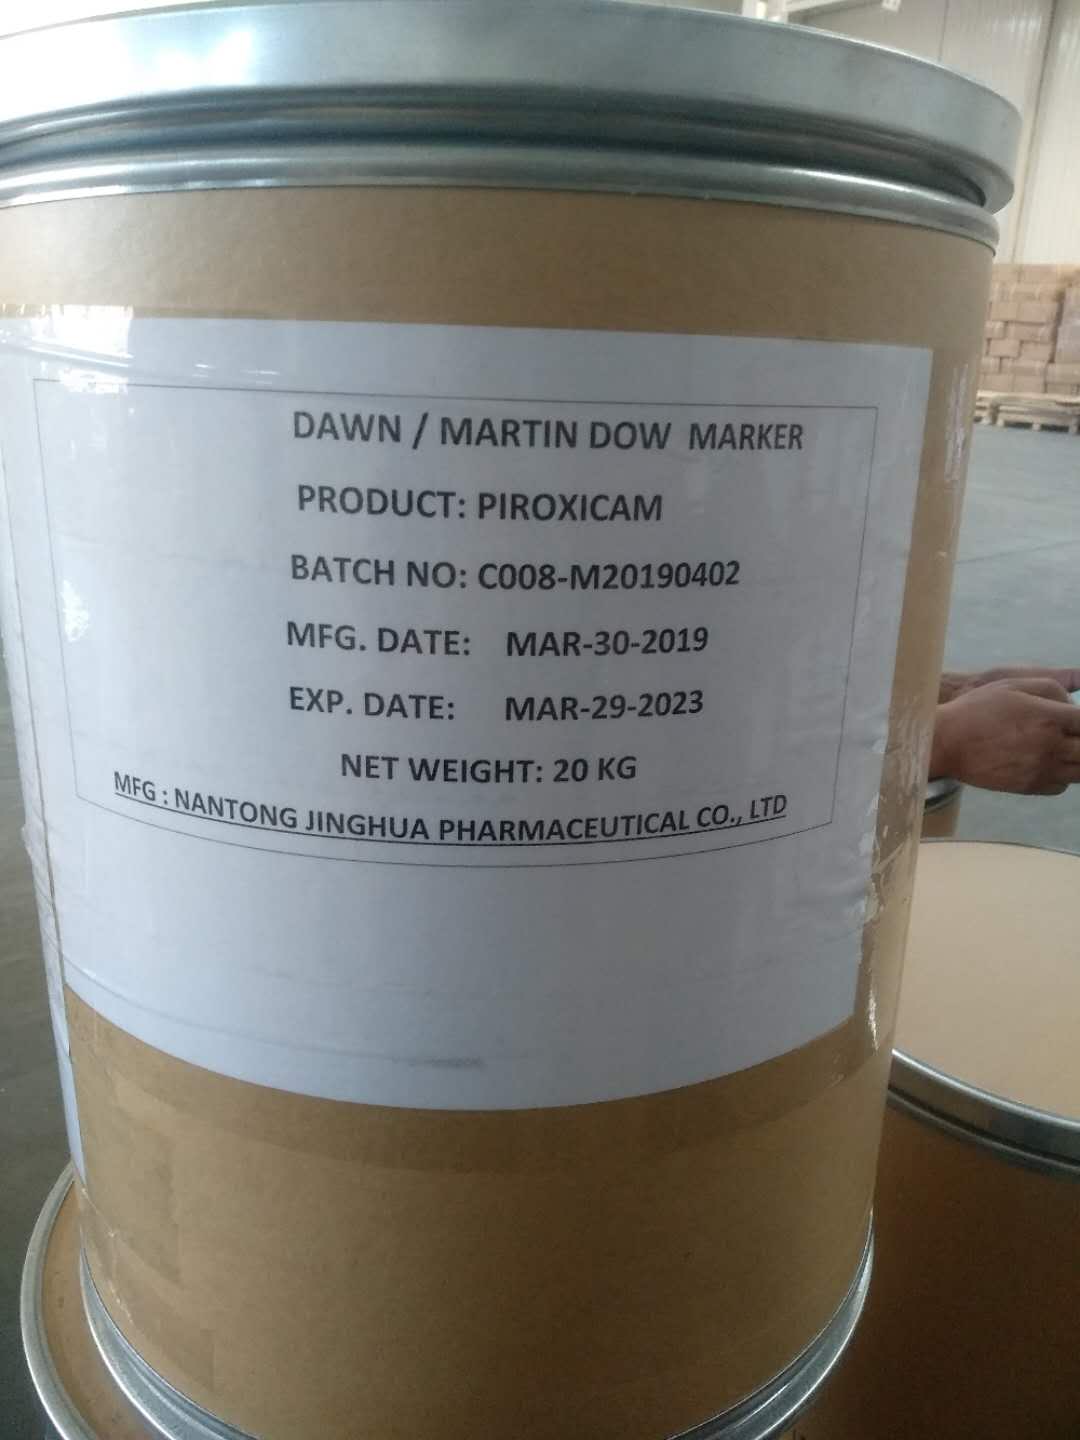 DAWN / MARTIN DOW MARKER
PRODUCT: PIROXICAM
BATCH NO: C008-M20190402
MFG. DATE: MAR-30-2019
EXP. DATE: MAR-29-2023
NET WEIGHT: 20 KG
MFG : NANTONG JINGHUA PHARMACEUTICAL CO., LTD